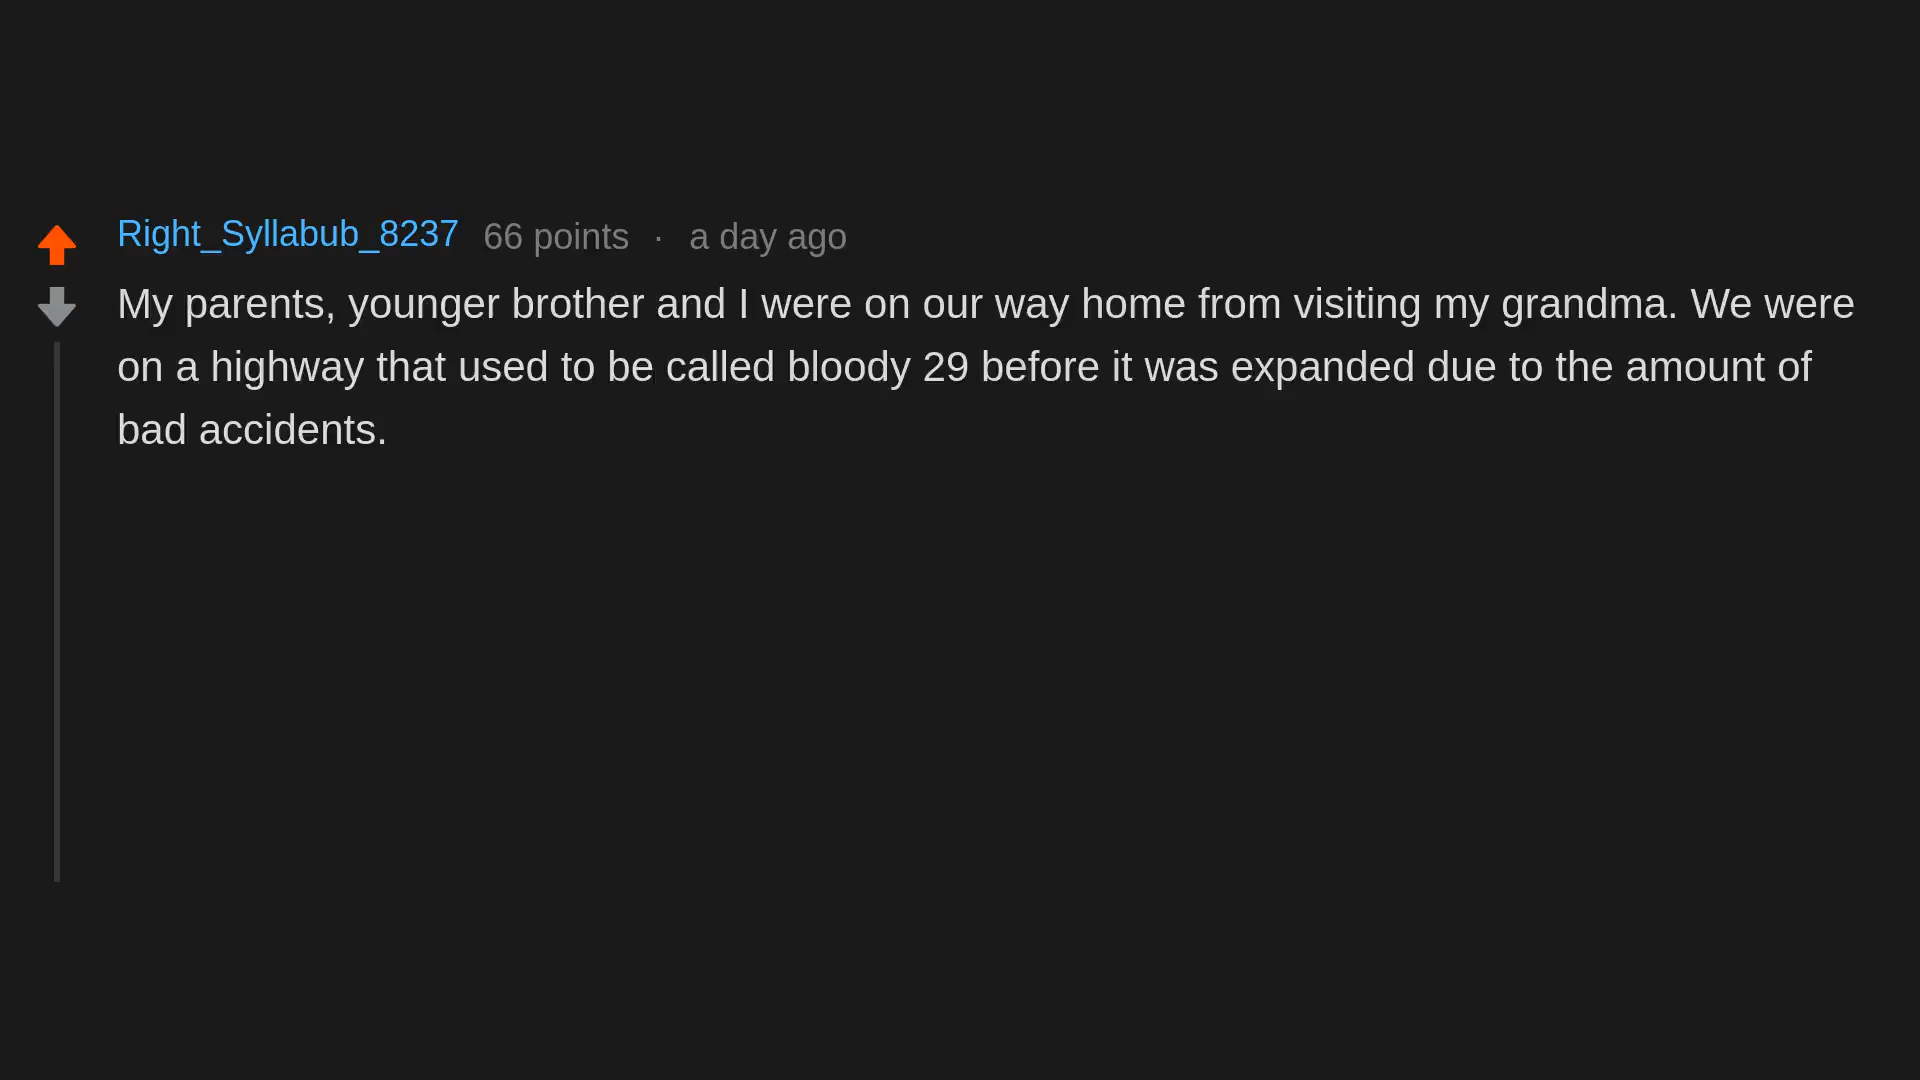 Right_Syllabub_8237 66 points · a day ago
My parents, younger brother and I were on our way home from visiting my grandma. We were
on a highway that used to be called bloody 29 before it was expanded due to the amount of
bad accidents.